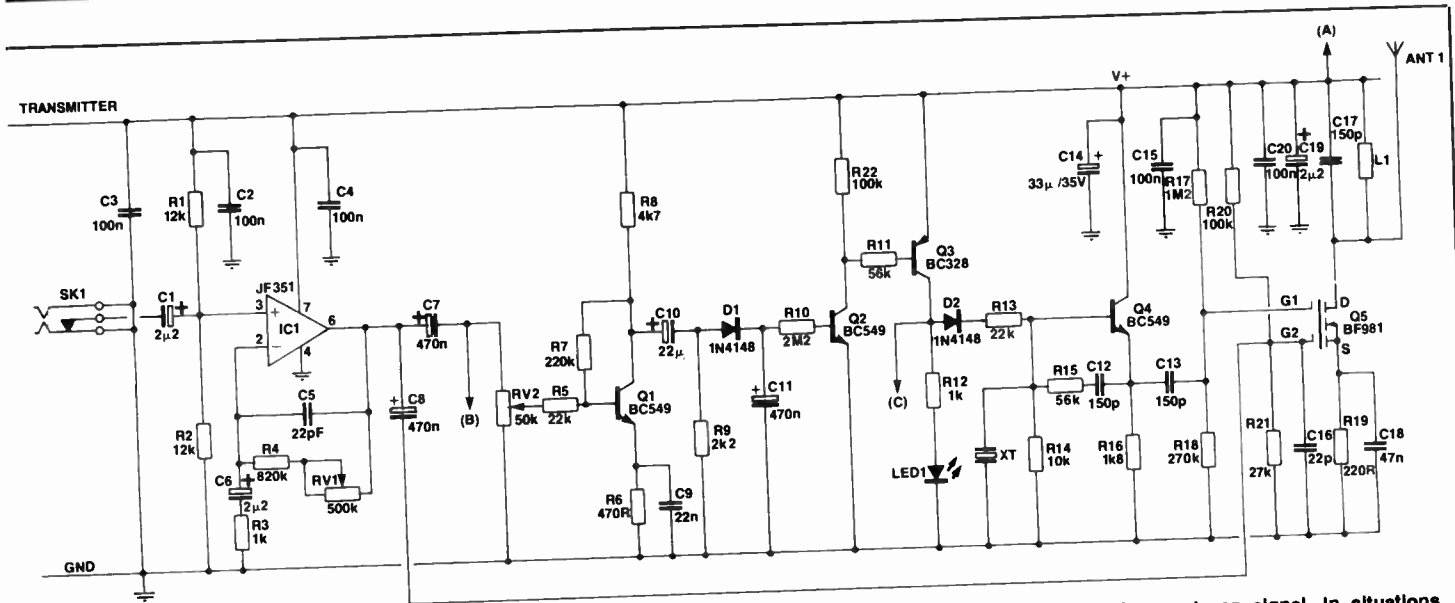 (A)
ANT 1
V+
TRANSMITTER
C3
100n
R1
12k
C2
100n
C4
100n
R8
4k7
R22
100k
R11
56k
Q3
BC328
C14
+
33μ/35V
C15
100n
R17
1M2
R20
100k
C20
100n
+
C19
2μ2
C17
150p
L1
SK1
C1
+
2μ2
JF351
3
+
7
IC1
6
2
−
4
C7
+
470n
R7
220k
+
C10
22μ
D1
1N4148
R10
2M2
Q2
BC549
D2
1N4148
R13
22k
Q4
BC549
G1
D
G2
Q5
BF981
S
C5
22pF
+
C8
470n
(B)
RV2
50k
R5
22k
Q1
BC549
R9
2k2
+
C11
470n
(C)
R12
1k
R15
56k
C12
150p
C13
150p
R2
12k
R4
820k
RV1
500k
C6
+
2μ2
R3
1k
R6
470R
C9
22n
LED1
XT
R14
10k
R16
1k8
R18
270k
R21
27k
C16
22p
R19
220R
C18
47n
GND
signal. In situations